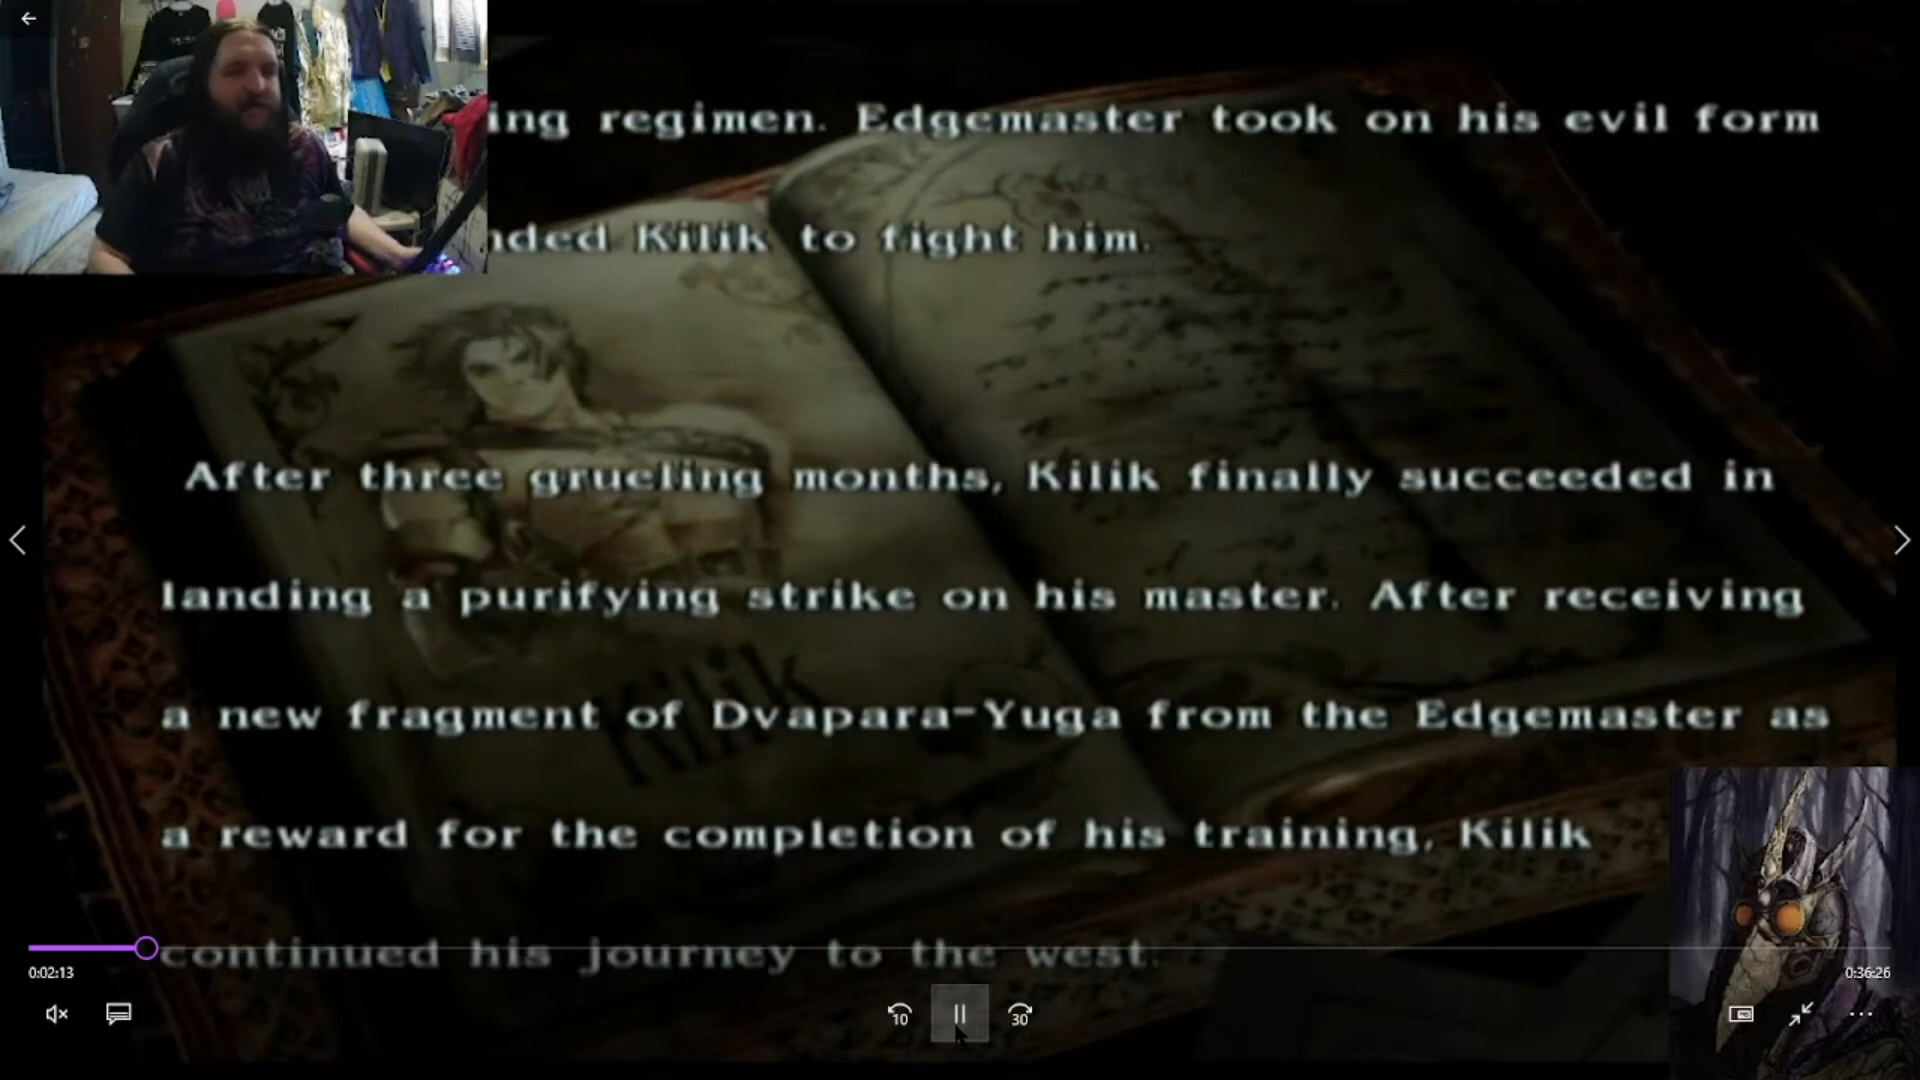 ing regimen. Edgemaster took on his evil form
nded Kilik to fight him.
After three grueling months, Kilik finally succeeded in
landing a purifying strike on his master. After receiving
a new fragment of Dvapara-Yuga from the Edgemaster as
Kilik
a reward for the completion of his training, Kilik
continued his journey to the west.
0:02:13
0:36:26
10
30